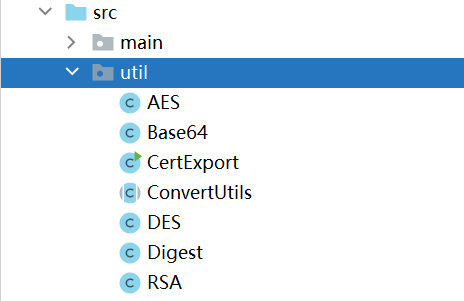 src
main
util
AES
Base64
CertExport
ConvertUtils
DES
Digest
RSA